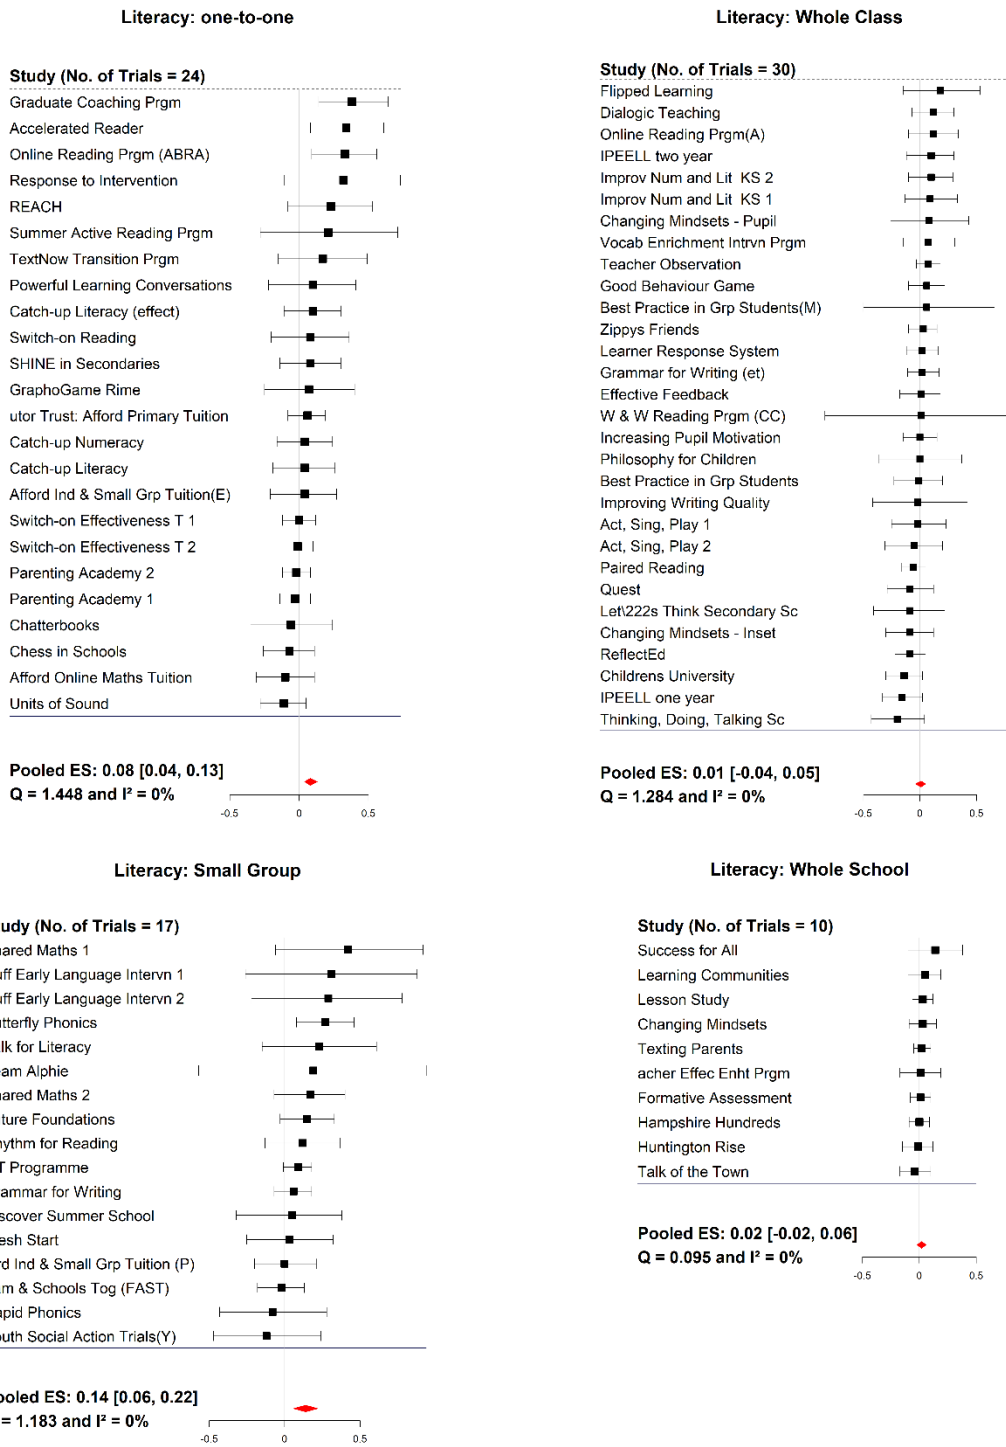 Literacy: one-to-one
Study (No. of Trials = 24)
Graduate Coaching Prgm
Accelerated Reader
Online Reading Prgm (ABRA)
Response to Intervention
REACH
Summer Active Reading Prgm
TextNow Transition Prgm
Powerful Learning Conversations
Catch-up Literacy (effect)
Switch-on Reading
SHINE in Secondaries
GraphoGame Rime
utor Trust: Afford Primary Tuition
Catch-up Numeracy
Catch-up Literacy
Afford Ind & Small Grp Tuition(E)
Switch-on Effectiveness T 1
Switch-on Effectiveness T 2
Parenting Academy 2
Parenting Academy 1
Chatterbooks
Chess in Schools
Afford Online Maths Tuition
Units of Sound
Pooled ES: 0.08 [0.04, 0.13]
Q = 1.448 and I² = 0%
-0.5 0 0.5
Literacy: Whole Class
Study (No. of Trials = 30)
Flipped Learning
Dialogic Teaching
Online Reading Prgm(A)
IPEELL two year
Improv Num and Lit KS 2
Improv Num and Lit KS 1
Changing Mindsets - Pupil
Vocab Enrichment Intrvn Prgm
Teacher Observation
Good Behaviour Game
Best Practice in Grp Students(M)
Zippys Friends
Learner Response System
Grammar for Writing (et)
Effective Feedback
W & W Reading Prgm (CC)
Increasing Pupil Motivation
Philosophy for Children
Best Practice in Grp Students
Improving Writing Quality
Act, Sing, Play 1
Act, Sing, Play 2
Paired Reading
Quest
Let\222s Think Secondary Sc
Changing Mindsets - Inset
ReflectEd
Childrens University
IPEELL one year
Thinking, Doing, Talking Sc
Pooled ES: 0.01 [-0.04, 0.05]
Q = 1.284 and I² = 0%
-0.5 0 0.5
Literacy: Small Group
udy (No. of Trials = 17)
ared Maths 1
uff Early Language Intervn 1
uff Early Language Intervn 2
utterfly Phonics
lk for Literacy
eam Alphie
ared Maths 2
ture Foundations
ythm for Reading
T Programme
ammar for Writing
scover Summer School
esh Start
rd Ind & Small Grp Tuition (P)
m & Schools Tog (FAST)
apid Phonics
outh Social Action Trials(Y)
ooled ES: 0.14 [0.06, 0.22]
= 1.183 and I² = 0%
-0.5 0 0.5
Literacy: Whole School
Study (No. of Trials = 10)
Success for All
Learning Communities
Lesson Study
Changing Mindsets
Texting Parents
acher Effec Enht Prgm
Formative Assessment
Hampshire Hundreds
Huntington Rise
Talk of the Town
Pooled ES: 0.02 [-0.02, 0.06]
Q = 0.095 and I² = 0%
-0.5 0 0.5